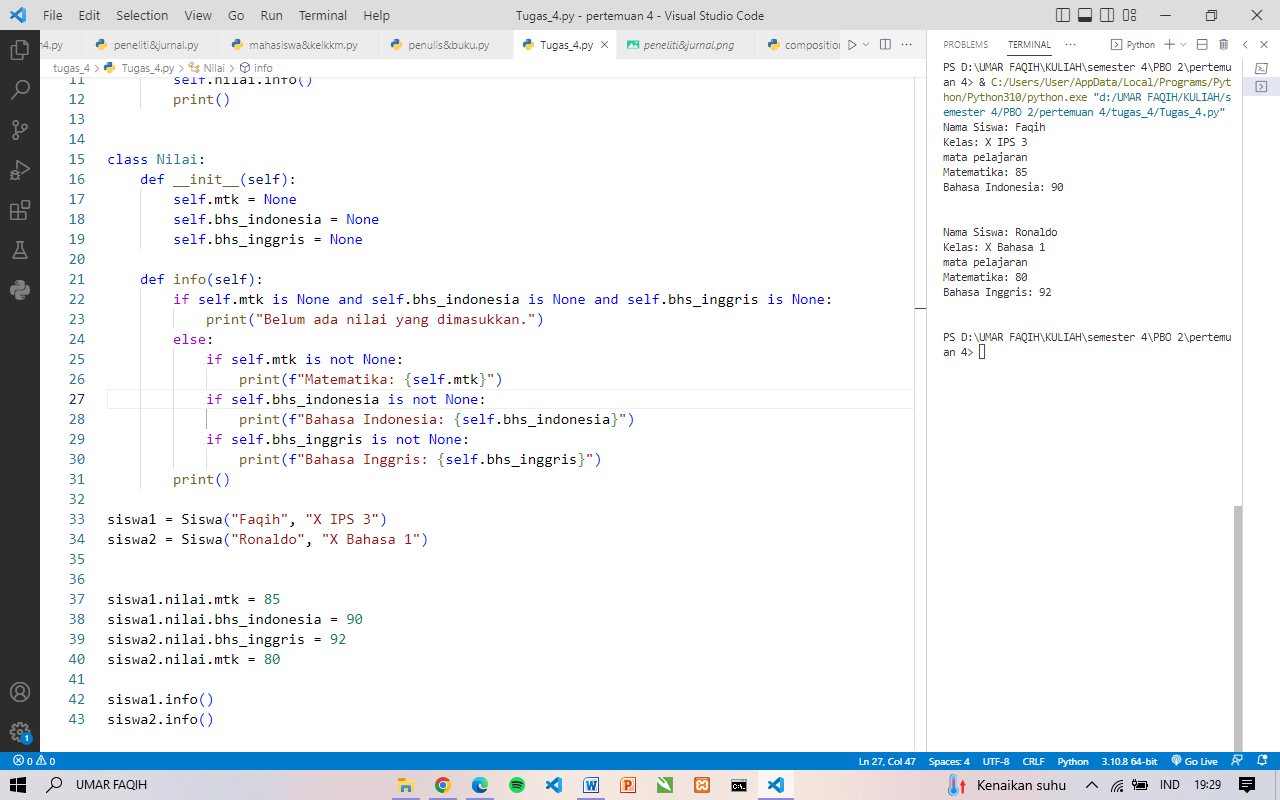 File Edit Selection View Go Run Terminal Help
Tugas_4.py - pertemuan 4 - Visual Studio Code
4.py
peneliti&jurnal.py
mahasiswa&kelkkm.py
penulis&buku.py
Tugas_4.py
peneliti&jurnal.png
composition
tugas_4 > Tugas_4.py > Nilai > info
11 self.nilai.info()
12 print()
13
14
15 class Nilai:
16 def __init__(self):
17 self.mtk = None
18 self.bhs_indonesia = None
19 self.bhs_inggris = None
20
21 def info(self):
22 if self.mtk is None and self.bhs_indonesia is None and self.bhs_inggris is None:
23 print("Belum ada nilai yang dimasukkan.")
24 else:
25 if self.mtk is not None:
26 print(f"Matematika: {self.mtk}")
27 if self.bhs_indonesia is not None:
28 print(f"Bahasa Indonesia: {self.bhs_indonesia}")
29 if self.bhs_inggris is not None:
30 print(f"Bahasa Inggris: {self.bhs_inggris}")
31 print()
32
33 siswa1 = Siswa("Faqih", "X IPS 3")
34 siswa2 = Siswa("Ronaldo", "X Bahasa 1")
35
36
37 siswa1.nilai.mtk = 85
38 siswa1.nilai.bhs_indonesia = 90
39 siswa2.nilai.bhs_inggris = 92
40 siswa2.nilai.mtk = 80
41
42 siswa1.info()
43 siswa2.info()
PROBLEMS TERMINAL ··· Python
PS D:\UMAR FAQIH\KULIAH\semester 4\PBO 2\pertemu
an 4> & C:/Users/User/AppData/Local/Programs/Pyt
hon/Python310/python.exe "d:/UMAR FAQIH/KULIAH/s
emester 4/PBO 2/pertemuan 4/tugas_4/Tugas_4.py"
Nama Siswa: Faqih
Kelas: X IPS 3
mata pelajaran
Matematika: 85
Bahasa Indonesia: 90
Nama Siswa: Ronaldo
Kelas: X Bahasa 1
mata pelajaran
Matematika: 80
Bahasa Inggris: 92
PS D:\UMAR FAQIH\KULIAH\semester 4\PBO 2\pertemu
an 4>
1
0 0
Ln 27, Col 47 Spaces: 4 UTF-8 CRLF Python 3.10.8 64-bit Go Live
UMAR FAQIH
Kenaikan suhu
IND
19:29